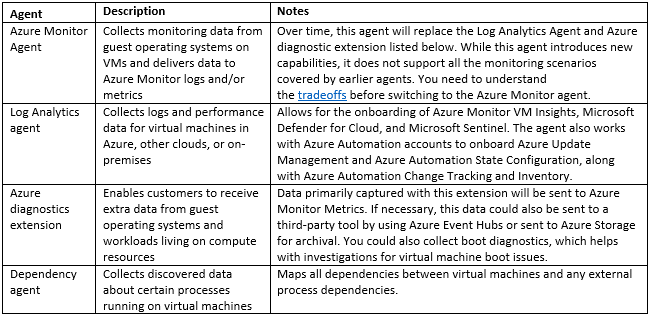 Agent Description Notes
Azure Monitor Agent
Collects monitoring data from
guest operating systems on
VMs and delivers data to
Azure Monitor logs and/or
metrics
Over time, this agent will replace the Log Analytics Agent and Azure
diagnostic extension listed below. While this agent introduces new
capabilities, it does not support all the monitoring scenarios
covered by earlier agents. You need to understand
the tradeoffs before switching to the Azure Monitor agent.
Log Analytics
agent
Collects logs and performance
data for virtual machines in
Azure, other clouds, or on-
premises
Allows for the onboarding of Azure Monitor VM Insights, Microsoft
Defender for Cloud, and Microsoft Sentinel. The agent also works
with Azure Automation accounts to onboard Azure Update
Management and Azure Automation State Configuration, along
with Azure Automation Change Tracking and Inventory.
Azure
diagnostics
extension
Enables customers to receive
extra data from guest
operating systems and
workloads living on compute
resources
Data primarily captured with this extension will be sent to Azure
Monitor Metrics. If necessary, this data could also be sent to a
third-party tool by using Azure Event Hubs or sent to Azure Storage
for archival. You could also collect boot diagnostics, which helps
with investigations for virtual machine boot issues.
Dependency
agent
Collects discovered data
about certain processes
running on virtual machines
Maps all dependencies between virtual machines and any external
process dependencies.